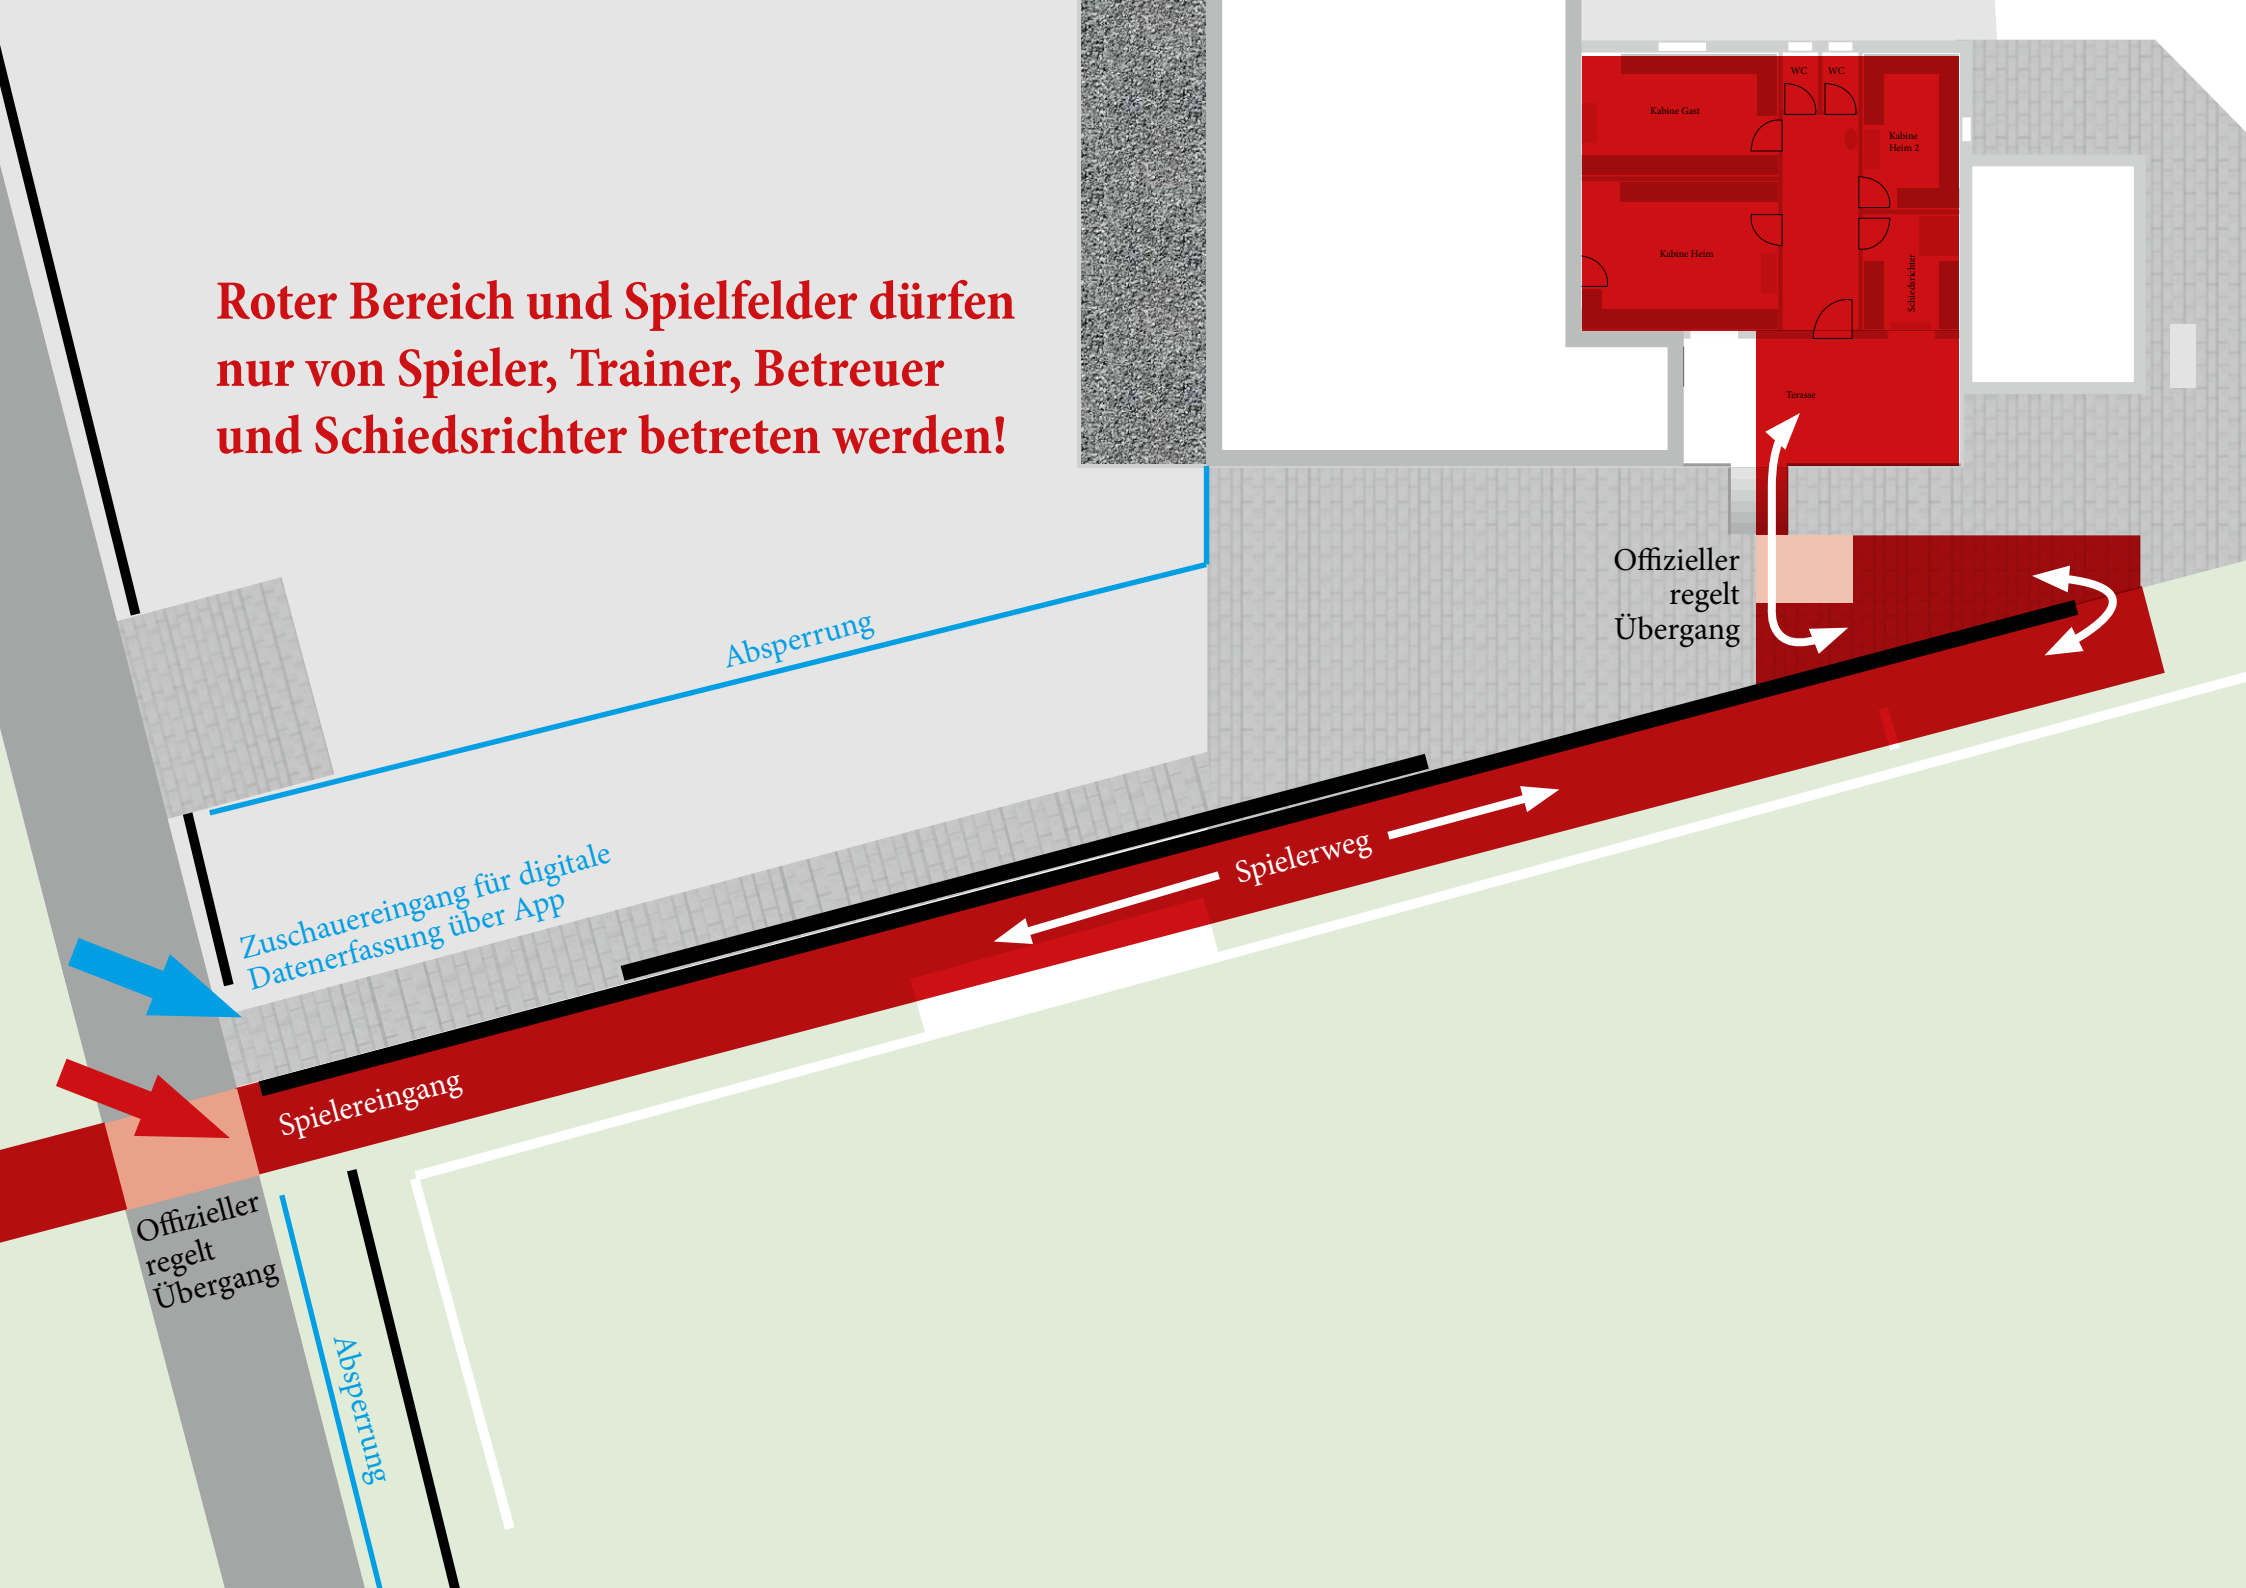 WC
WC
Kabine Gast
Kabine
Heim 2
Kabine Heim
Schiedsrichter
Roter Bereich und Spielfelder dürfen
nur von Spieler, Trainer, Betreuer
und Schiedsrichter betreten werden!
Terasse
Offizieller
regelt
Übergang
Absperrung
Zuschauereingang für digitale
Datenerfassung über App
Spielerweg
Spielereingang
Offizieller
regelt
Übergang
Absperrung